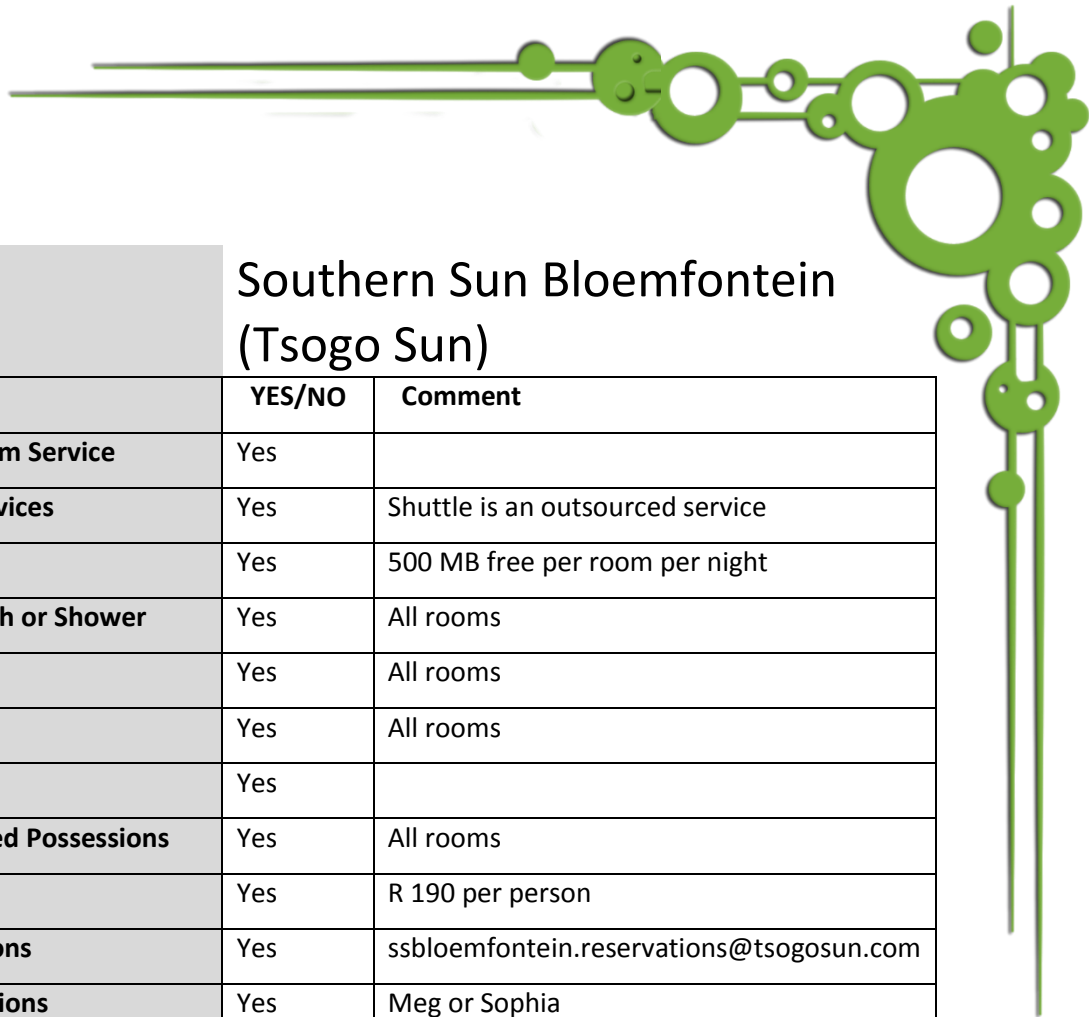 Southern Sun Bloemfontein
(Tsogo Sun)
YES/NO Comment
m Service Yes
vices Yes Shuttle is an outsourced service
Yes 500 MB free per room per night
h or Shower Yes All rooms
Yes All rooms
Yes All rooms
Yes
ed Possessions Yes All rooms
Yes R 190 per person
ons Yes ssbloemfontein.reservations@tsogosun.com
ions Yes Meg or Sophia